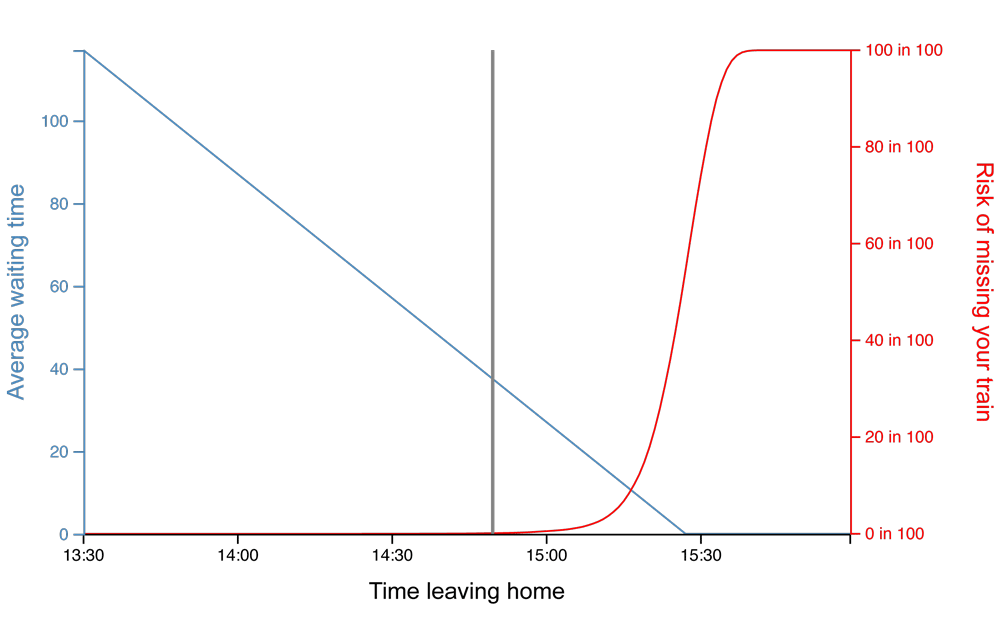 Average waiting time
100
80
60
40
20
0
100 in 100
80 in 100
60 in 100
40 in 100
20 in 100
0 in 100
Risk of missing your train
13:30
14:00
14:30
15:00
15:30
Time leaving home